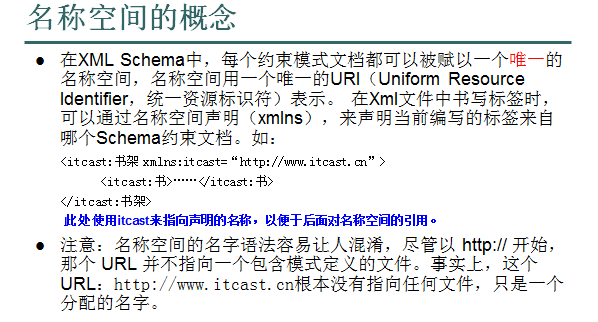 名称空间的概念
● 在XML Schema中，每个约束模式文档都可以被赋以一个唯一的
名称空间，名称空间用一个唯一的URI（Uniform Resource
Identifier，统一资源标识符）表示。 在Xml文件中书写标签时，
可以通过名称空间声明（xmlns），来声明当前编写的标签来自
哪个Schema约束文档。如：
<itcast:书架 xmlns:itcast=“http://www.itcast.cn”>
<itcast:书>……</itcast:书>
</itcast:书架>
此处使用itcast来指向声明的名称，以便于后面对名称空间的引用。
● 注意：名称空间的名字语法容易让人混淆，尽管以 http:// 开始，
那个 URL 并不指向一个包含模式定义的文件。事实上，这个
URL：http://www.itcast.cn根本没有指向任何文件，只是一个
分配的名字。